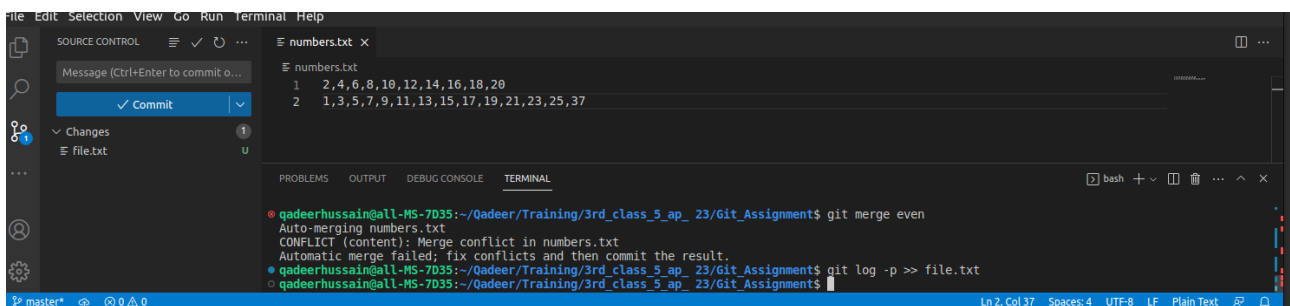 File Edit Selection View Go Run Terminal Help
SOURCE CONTROL
numbers.txt
Message (Ctrl+Enter to commit o...
numbers.txt
1 2,4,6,8,10,12,14,16,18,20
Commit
2 1,3,5,7,9,11,13,15,17,19,21,23,25,37
1
Changes 1
file.txt U
PROBLEMS OUTPUT DEBUG CONSOLE TERMINAL bash
qadeerhussain@all-MS-7D35:~/Qadeer/Training/3rd_class_5_ap_ 23/Git_Assignment$ git merge even
Auto-merging numbers.txt
CONFLICT (content): Merge conflict in numbers.txt
Automatic merge failed; fix conflicts and then commit the result.
qadeerhussain@all-MS-7D35:~/Qadeer/Training/3rd_class_5_ap_ 23/Git_Assignment$ git log -p >> file.txt
qadeerhussain@all-MS-7D35:~/Qadeer/Training/3rd_class_5_ap_ 23/Git_Assignment$
master* 0 0 Ln 2, Col 37 Spaces: 4 UTF-8 LF Plain Text